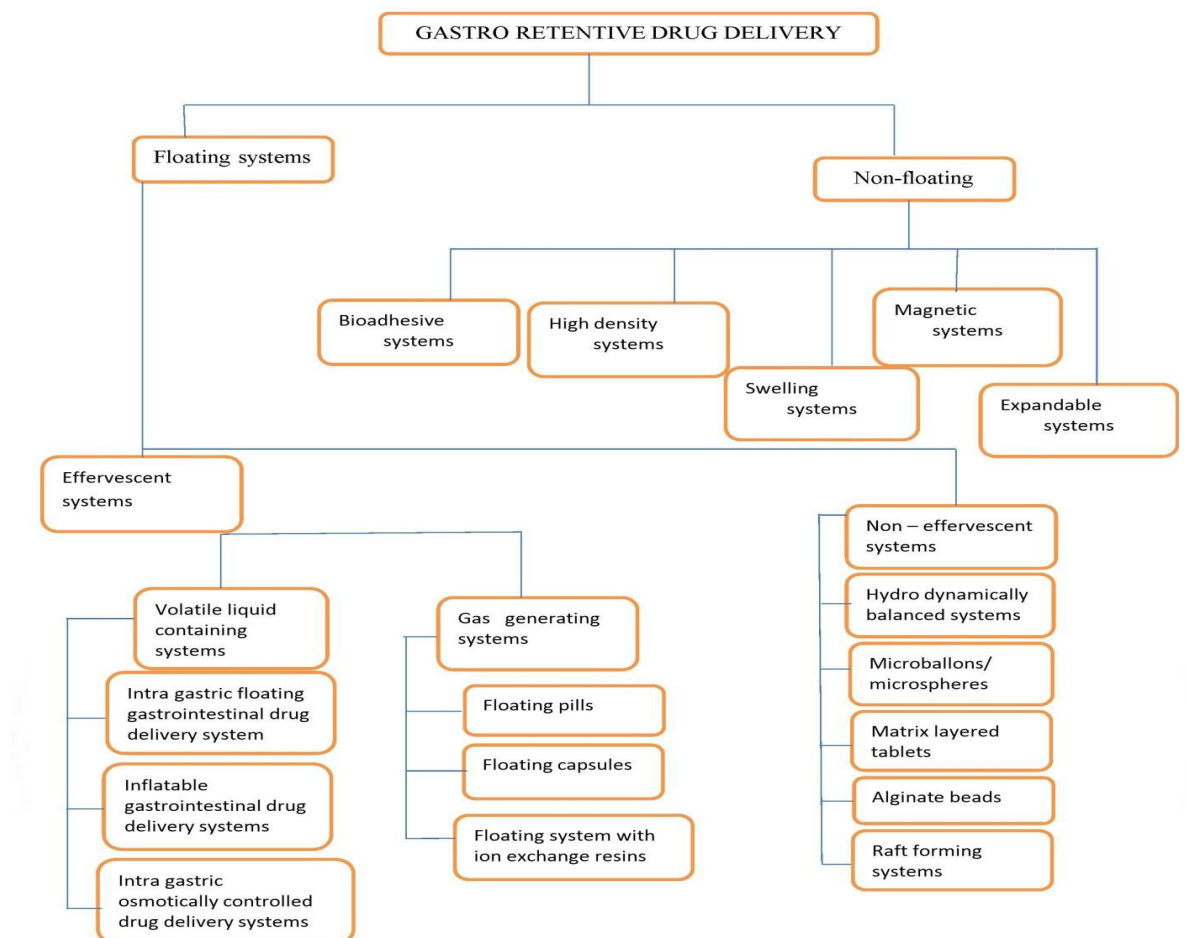 GASTRO RETENTIVE DRUG DELIVERY
Floating systems
Non-floating
Bioadhesive
systems
High density
systems
Swelling
systems
Magnetic
systems
Expandable
systems
Effervescent
systems
Volatile liquid
containing
systems
Intra gastric floating
gastrointestinal drug
delivery system
Inflatable
gastrointestinal drug
delivery systems
Intra gastric
osmotically controlled
drug delivery systems
Gas generating
systems
Floating pills
Floating capsules
Floating system with
ion exchange resins
Non – effervescent
systems
Hydro dynamically
balanced systems
Microballons/
microspheres
Matrix layered
tablets
Alginate beads
Raft forming
systems